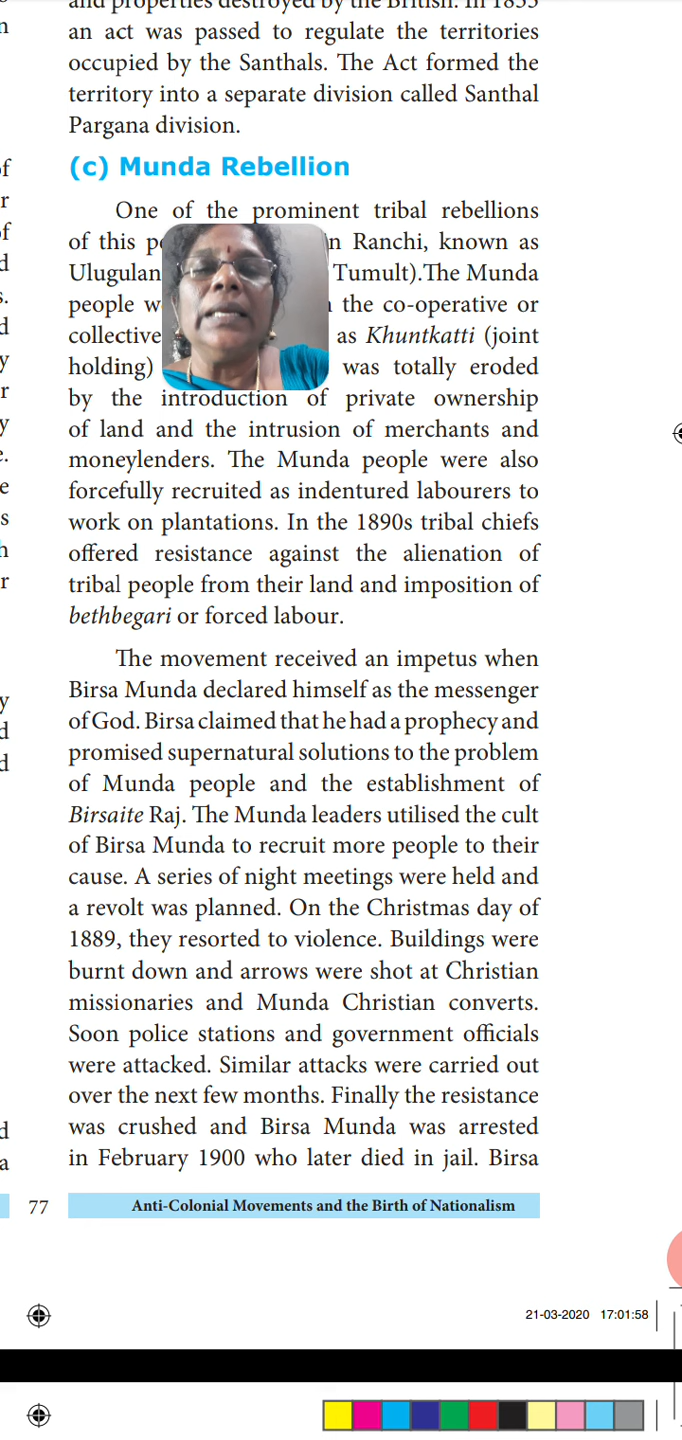 and properties destroyed by the British. In 1855
an act was passed to regulate the territories
occupied by the Santhals. The Act formed the
territory into a separate division called Santhal
Pargana division.
(c) Munda Rebellion
One of the prominent tribal rebellions
of this in Ranchi, known as
Ulugulan Tumult).The Munda
people the co-operative or
collective as Khuntkatti (joint
holding) was totally eroded
by the introduction of private ownership
of land and the intrusion of merchants and
moneylenders. The Munda people were also
forcefully recruited as indentured labourers to
work on plantations. In the 1890s tribal chiefs
offered resistance against the alienation of
tribal people from their land and imposition of
bethbegari or forced labour.
The movement received an impetus when
Birsa Munda declared himself as the messenger
of God. Birsa claimed that he had a prophecy and
promised supernatural solutions to the problem
of Munda people and the establishment of
Birsaite Raj. The Munda leaders utilised the cult
of Birsa Munda to recruit more people to their
cause. A series of night meetings were held and
a revolt was planned. On the Christmas day of
1889, they resorted to violence. Buildings were
burnt down and arrows were shot at Christian
missionaries and Munda Christian converts.
Soon police stations and government officials
were attacked. Similar attacks were carried out
over the next few months. Finally the resistance
was crushed and Birsa Munda was arrested
in February 1900 who later died in jail. Birsa
77 Anti-Colonial Movements and the Birth of Nationalism
21-03-2020 17:01:58